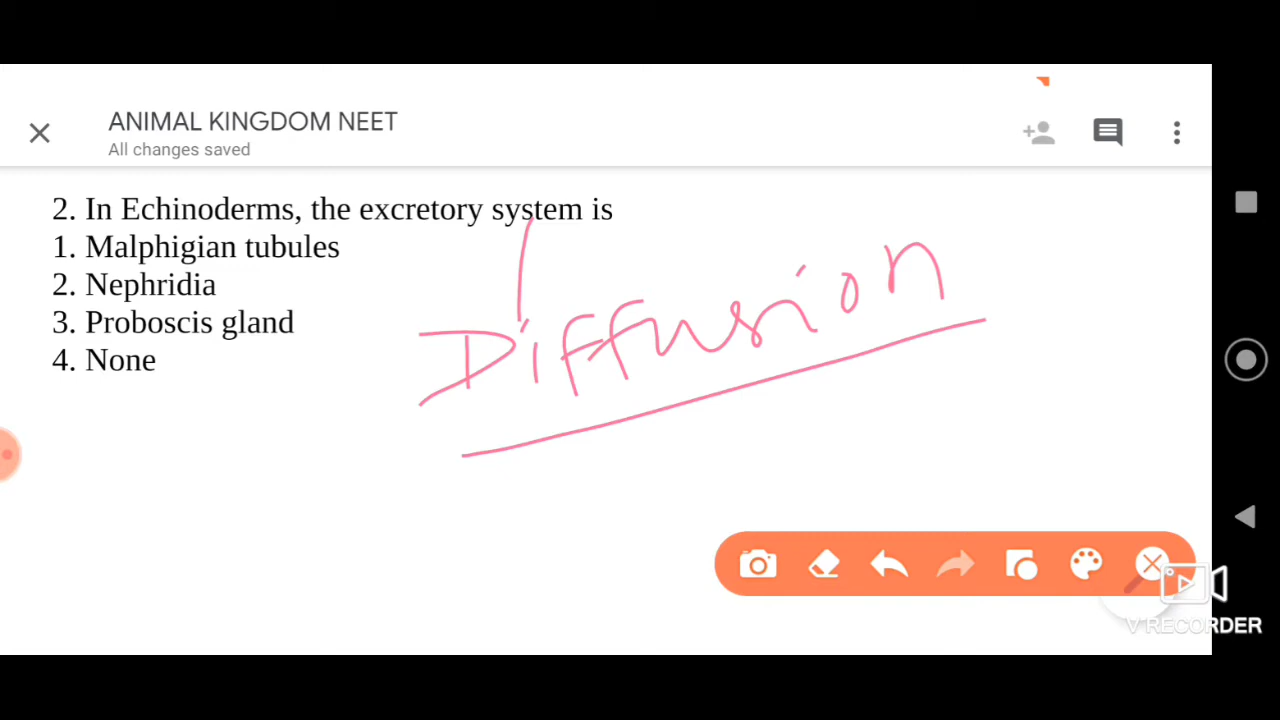 ANIMAL KINGDOM NEET
All changes saved
2. In Echinoderms, the excretory system is
1. Malphigian tubules
2. Nephridia
3. Proboscis gland
4. None
Diffusion
V RECORDER